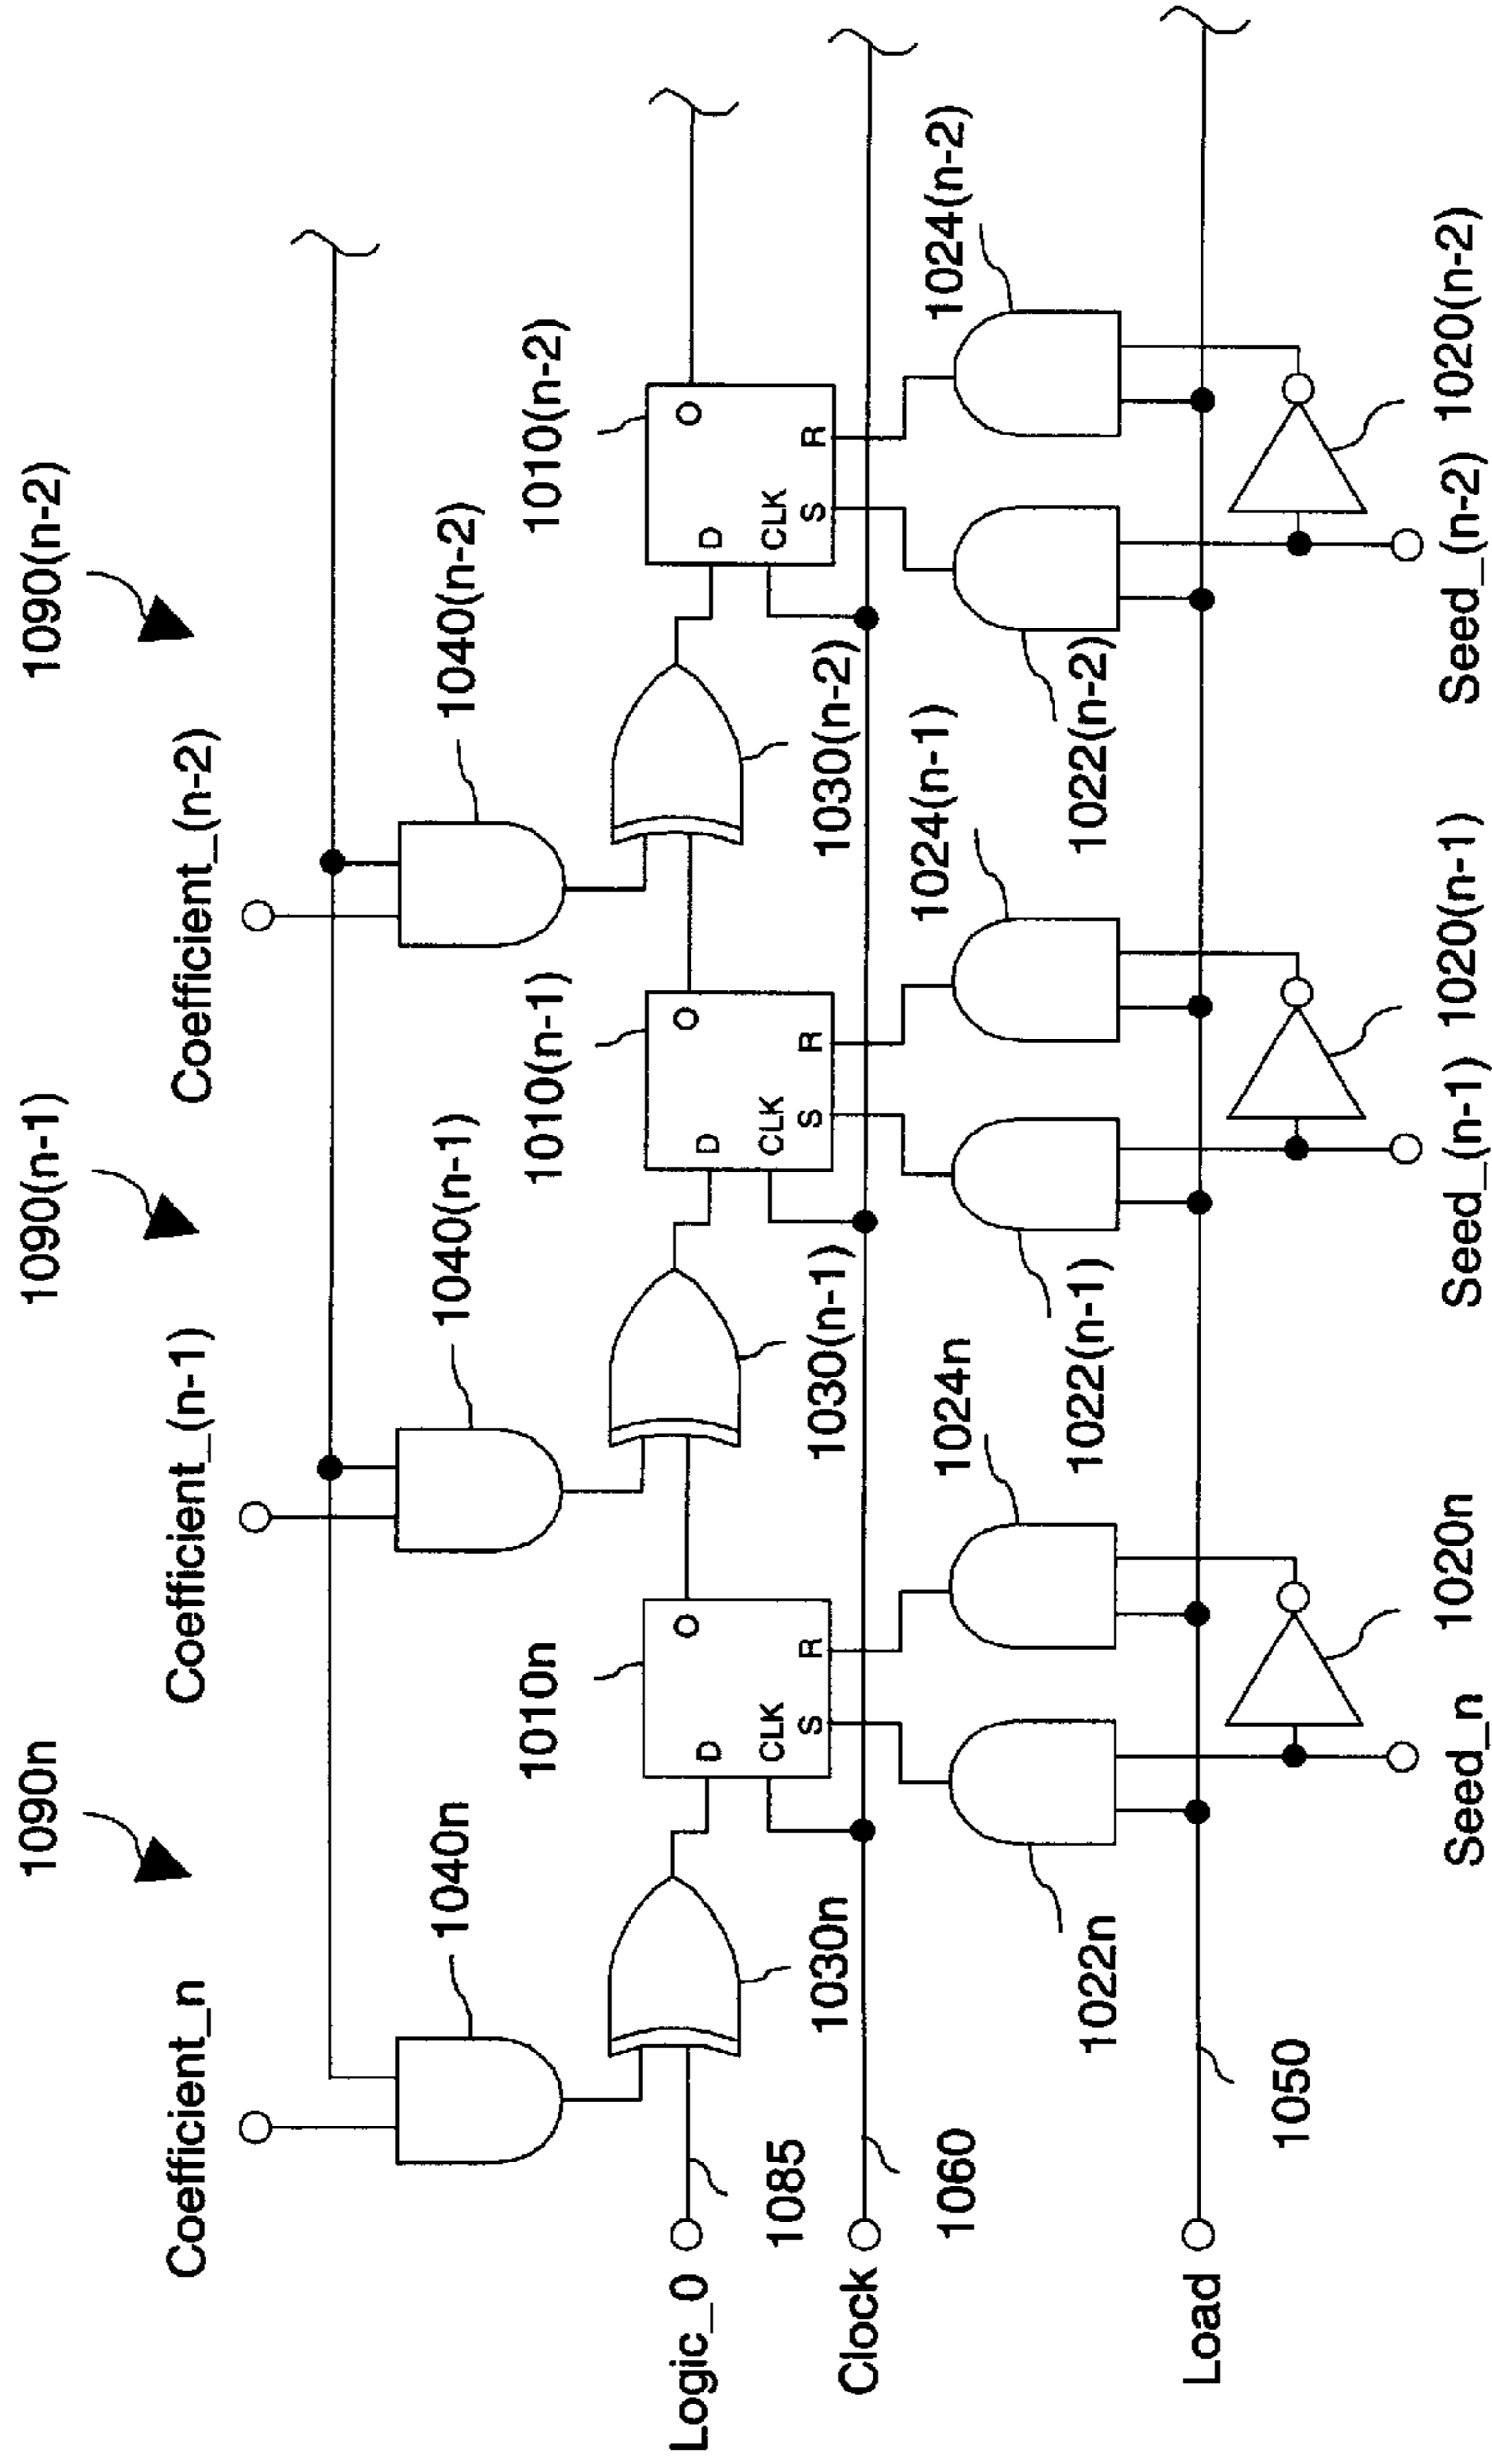 1090n
1090(n-1)
1090(n-2)
Coefficient_n
Coefficient_(n-1)
Coefficient_(n-2)
1040n
1040(n-1)
1040(n-2)
1010n
1010(n-1)
1010(n-2)
D
Q
D
Q
D
Q
Logic_0
CLK
S
R
CLK
S
R
CLK
S
R
1085
1030n
1030(n-1)
1030(n-2)
Clock
1060
1024n
1024(n-1)
1024(n-2)
1022n
1022(n-1)
1022(n-2)
Load
1050
Seed_n
1020n
Seed_(n-1)
1020(n-1)
Seed_(n-2)
1020(n-2)